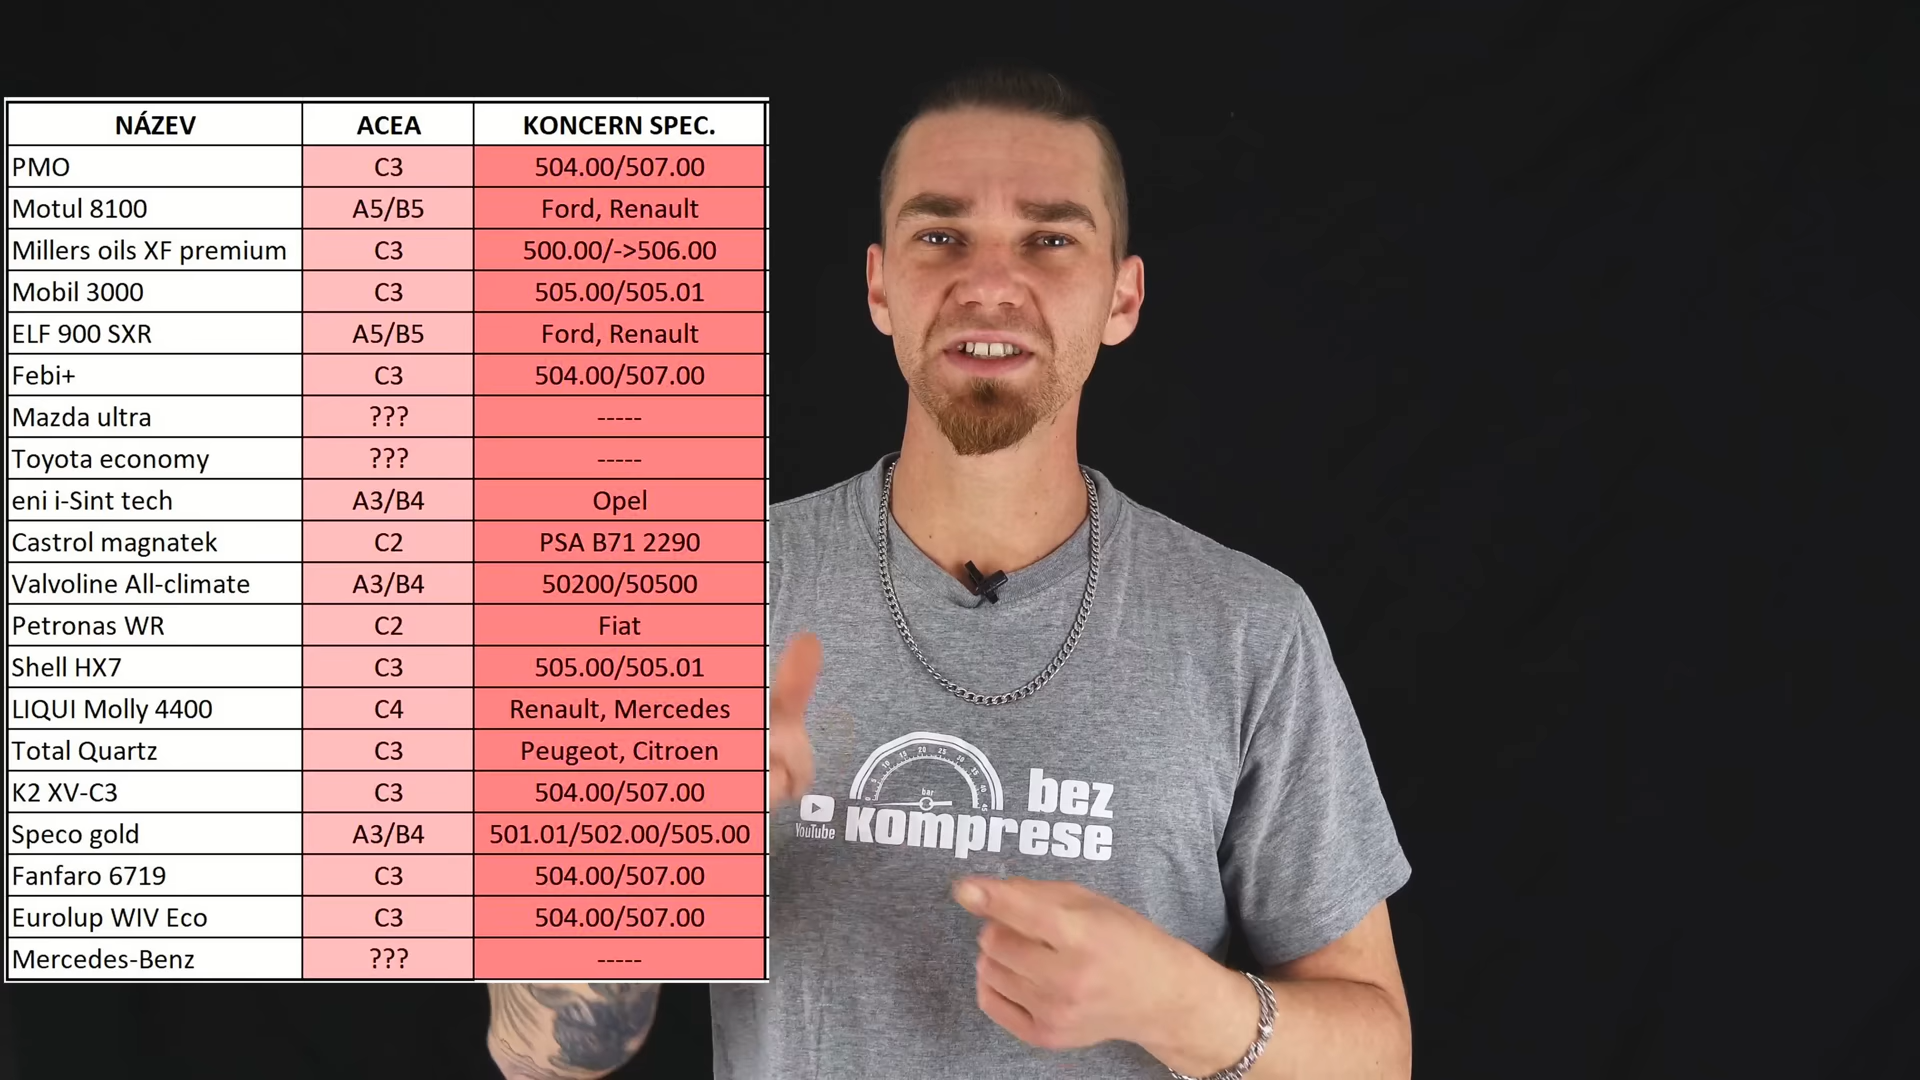 NÁZEV ACEA KONCERN SPEC.
PMO C3 504.00/507.00
Motul 8100 A5/B5 Ford, Renault
Millers oils XF premium C3 500.00/->506.00
Mobil 3000 C3 505.00/505.01
ELF 900 SXR A5/B5 Ford, Renault
Febi+ C3 504.00/507.00
Mazda ultra ??? -----
Toyota economy ??? -----
eni i-Sint tech A3/B4 Opel
Castrol magnatek C2 PSA B71 2290
Valvoline All-climate A3/B4 50200/50500
Petronas WR C2 Fiat
Shell HX7 C3 505.00/505.01
LIQUI Molly 4400 C4 Renault, Mercedes
Total Quartz C3 Peugeot, Citroen
K2 XV-C3 C3 504.00/507.00
Speco gold A3/B4 501.01/502.00/505.00
Fanfaro 6719 C3 504.00/507.00
Eurolup WIV Eco C3 504.00/507.00
Mercedes-Benz ??? -----
bar
bez
YouTube komprese